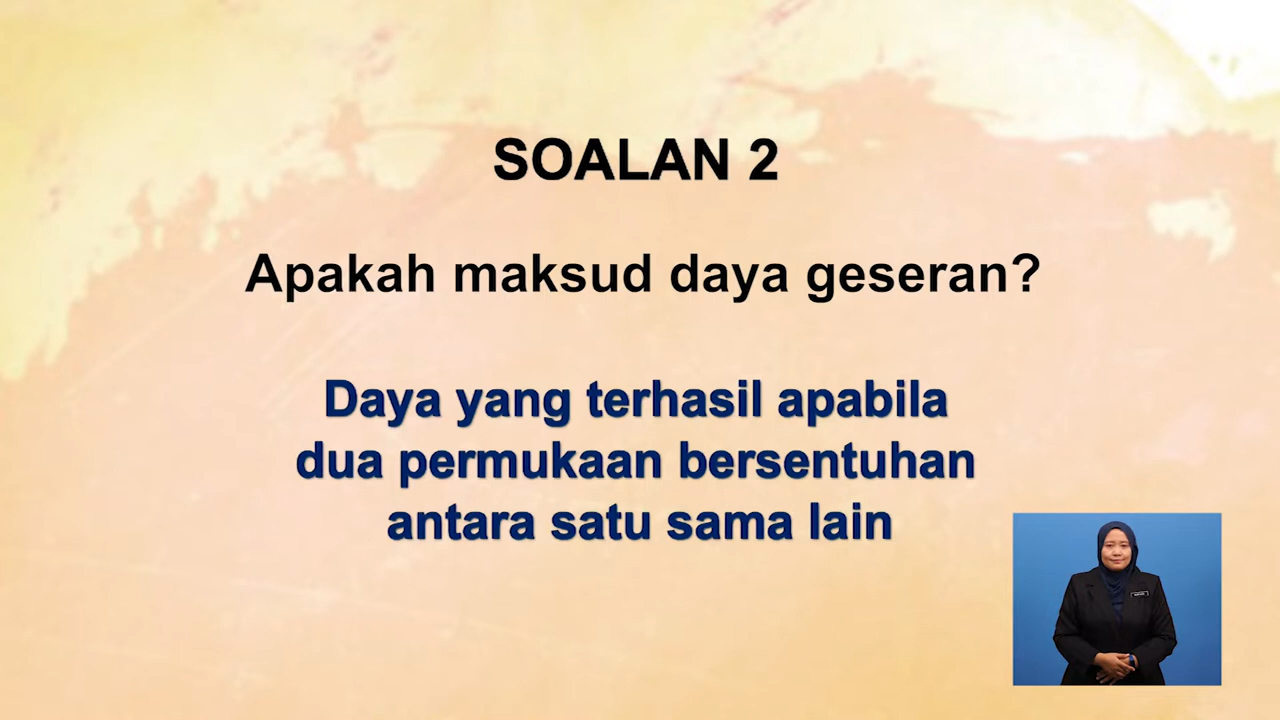 SOALAN 2
Apakah maksud daya geseran?
Daya yang terhasil apabila
dua permukaan bersentuhan
antara satu sama lain